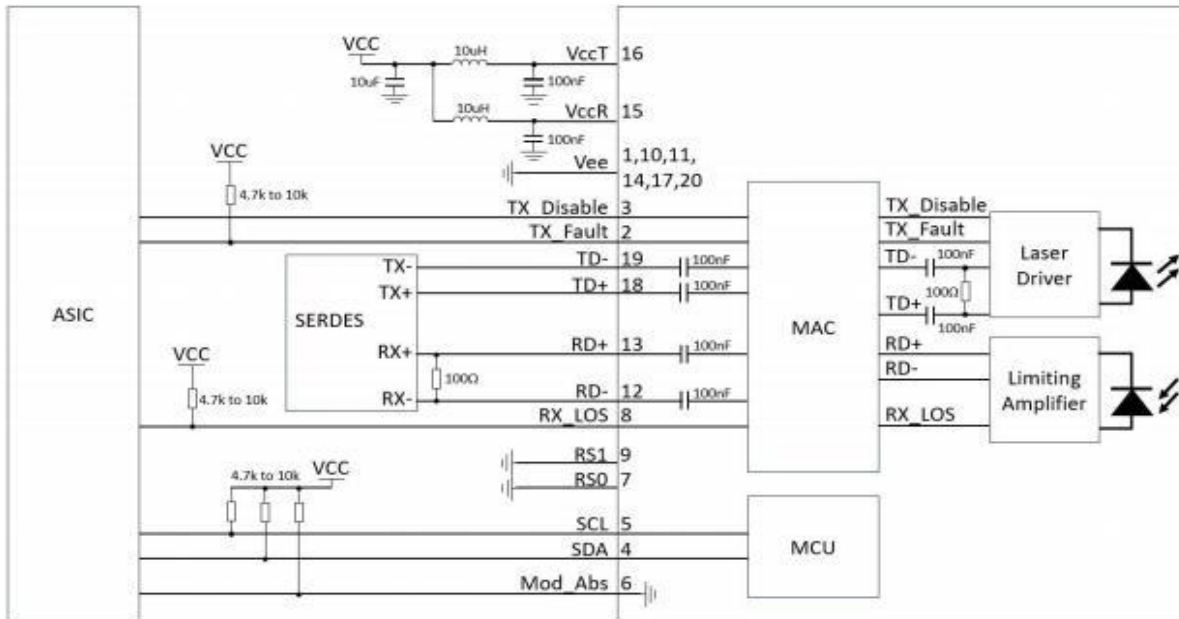 VCC
10uH
VccT
16
10uF
100nF
10uH
VccR
15
100nF
VCC
Vee
1,10,11,
14,17,20
4.7k to 10k
TX_Disable
3
TX_Disable
TX_Fault
2
TX_Fault
TX-
TD-
19
100nF
TD-
100nF
Laser
Driver
TX+
TD+
18
100nF
100Ω
TD+
100nF
ASIC
SERDES
MAC
VCC
RX+
RD+
13
100nF
RD+
100Ω
RD-
4.7k to 10k
RX-
RD-
12
100nF
Limiting
Amplifier
RX_LOS
8
RX_LOS
RS1
9
4.7k to 10k
VCC
RS0
7
SCL
5
MCU
SDA
4
Mod_Abs
6